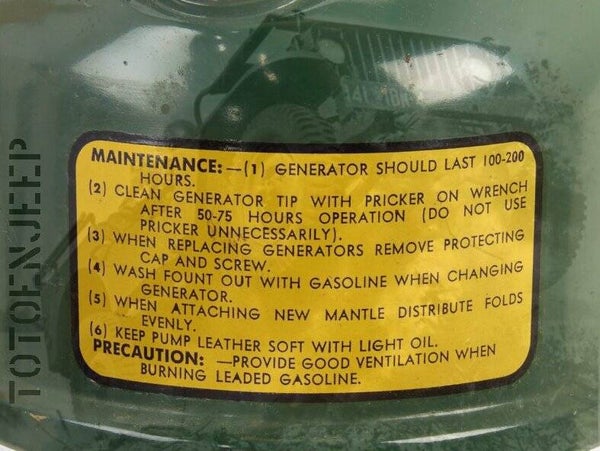 MAINTENANCE: —(1) GENERATOR SHOULD LAST 100-200
HOURS.
(2) CLEAN GENERATOR TIP WITH PRICKER ON WRENCH
AFTER 50-75 HOURS OPERATION (DO NOT USE
PRICKER UNNECESSARILY).
(3) WHEN REPLACING GENERATORS REMOVE PROTECTING
CAP AND SCREW.
(4) WASH FOUNT OUT WITH GASOLINE WHEN CHANGING
GENERATOR.
(5) WHEN ATTACHING NEW MANTLE DISTRIBUTE FOLDS
EVENLY.
(6) KEEP PUMP LEATHER SOFT WITH LIGHT OIL.
PRECAUTION: —PROVIDE GOOD VENTILATION WHEN
BURNING LEADED GASOLINE.
TOTOENJEEP